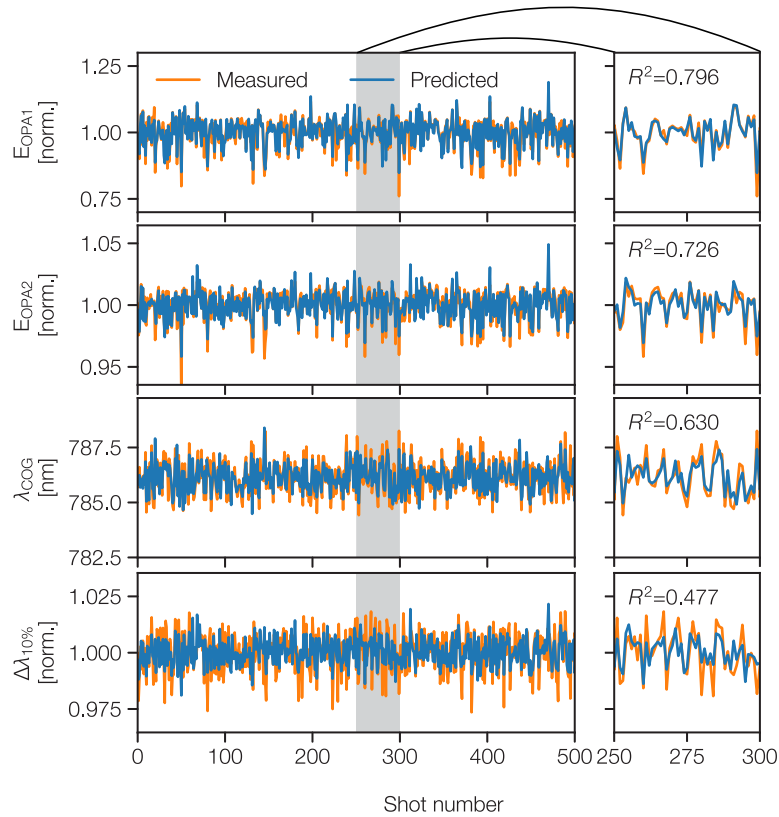 Measured
Predicted
E_OPA1
[norm.]
1.25
1.00
0.75
R²=0.796
E_OPA2
[norm.]
1.05
1.00
0.95
R²=0.726
λ_COG
[nm]
787.5
785.0
782.5
R²=0.630
Δλ_10%
[norm.]
1.025
1.000
0.975
R²=0.477
0 100 200 300 400 500
250 275 300
Shot number